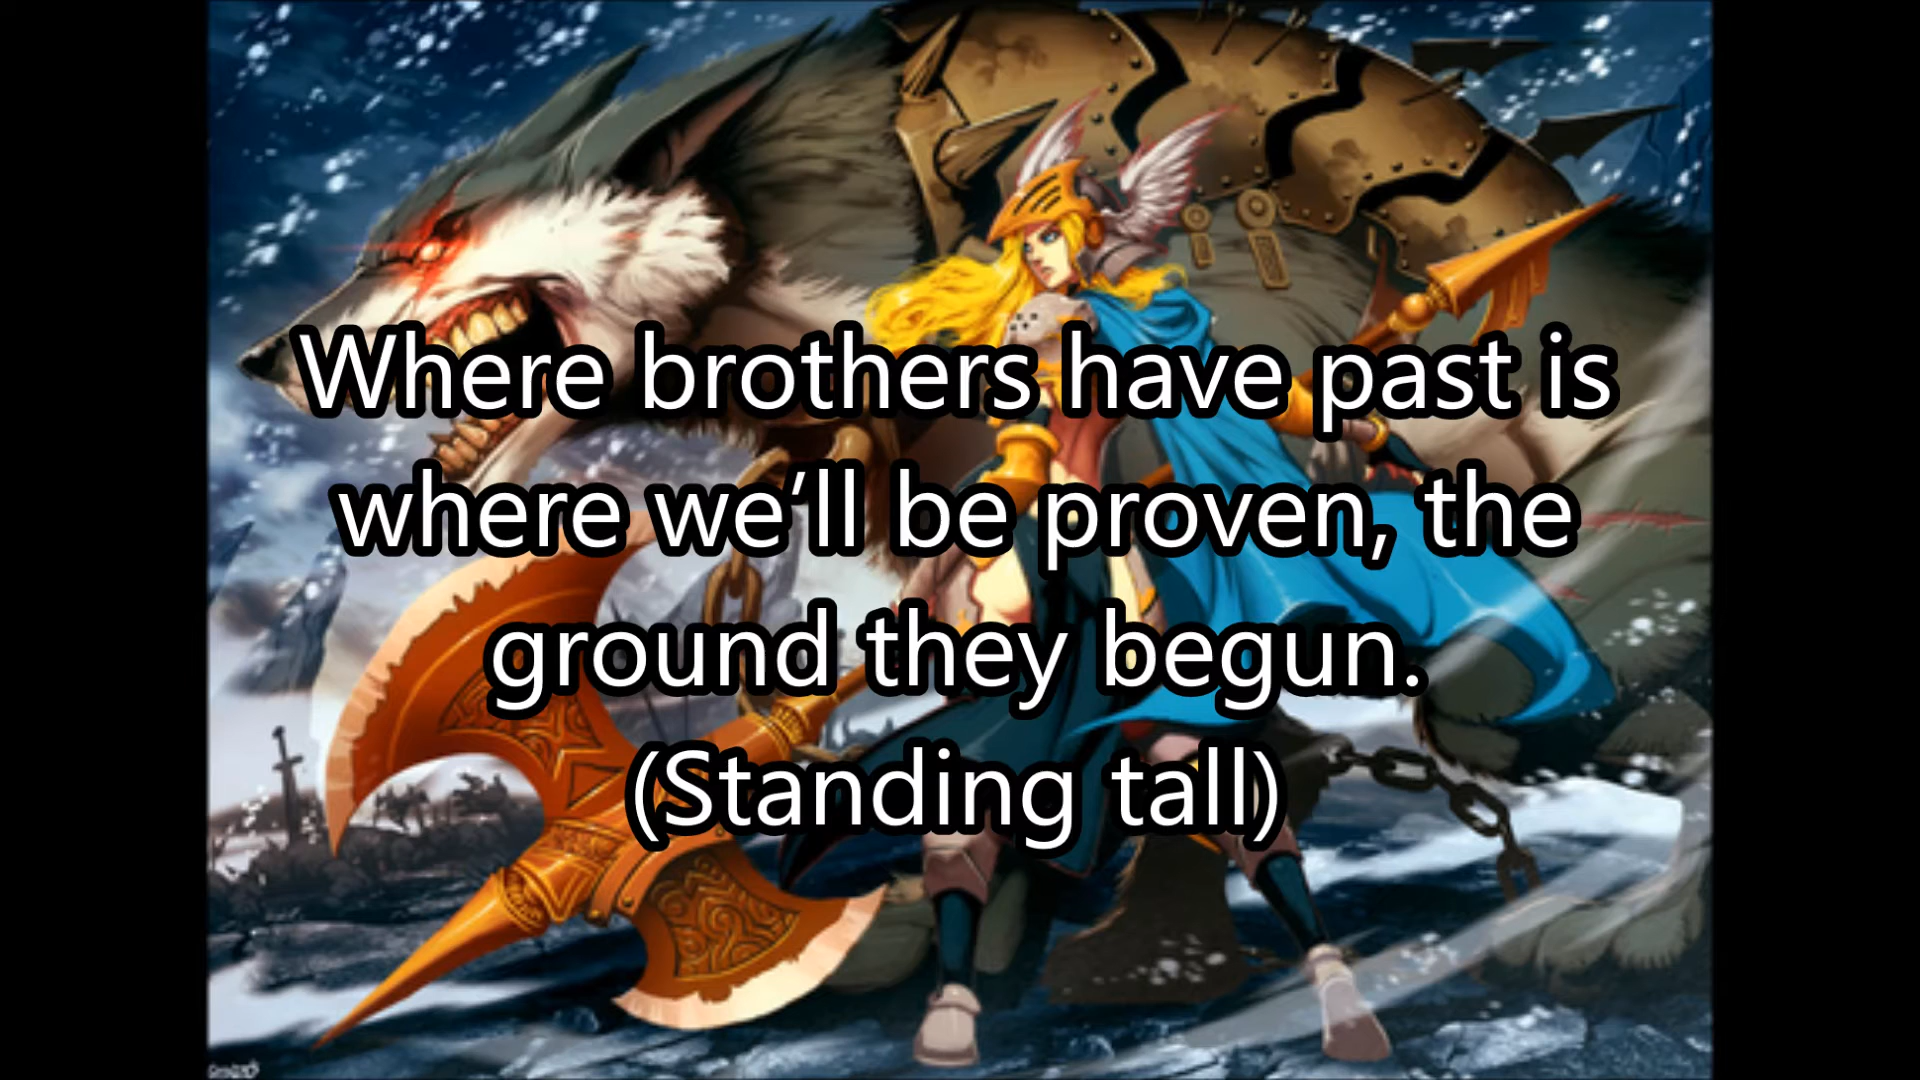 Where brothers have past is
where we’ll be proven, the
ground they begun.
(Standing tall)